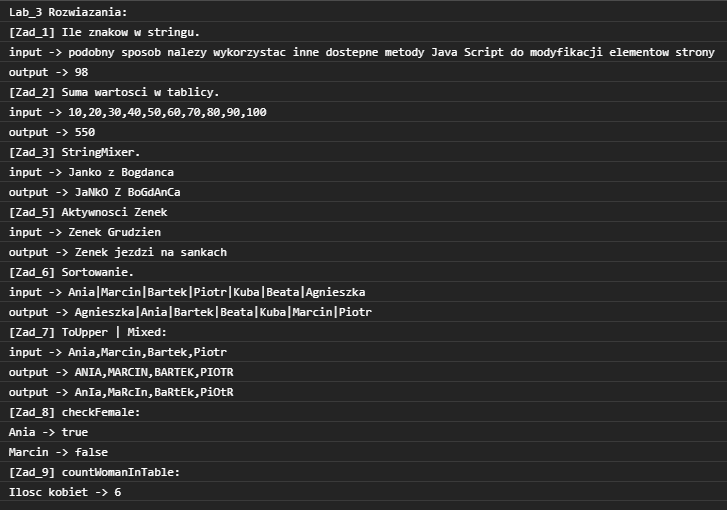 Lab_3 Rozwiazania:
[Zad_1] Ile znakow w stringu.
input -> podobny sposob nalezy wykorzystac inne dostepne metody Java Script do modyfikacji elementow strony
output -> 98
[Zad_2] Suma wartosci w tablicy.
input -> 10,20,30,40,50,60,70,80,90,100
output -> 550
[Zad_3] StringMixer.
input -> Janko z Bogdanca
output -> JaNkO Z BoGdAnCa
[Zad_5] Aktywnosci Zenek
input -> Zenek Grudzien
output -> Zenek jezdzi na sankach
[Zad_6] Sortowanie.
input -> Ania|Marcin|Bartek|Piotr|Kuba|Beata|Agnieszka
output -> Agnieszka|Ania|Bartek|Beata|Kuba|Marcin|Piotr
[Zad_7] ToUpper | Mixed:
input -> Ania,Marcin,Bartek,Piotr
output -> ANIA,MARCIN,BARTEK,PIOTR
output -> AnIa,MaRcIn,BaRtEk,PiOtR
[Zad_8] checkFemale:
Ania -> true
Marcin -> false
[Zad_9] countWomanInTable:
Ilosc kobiet -> 6